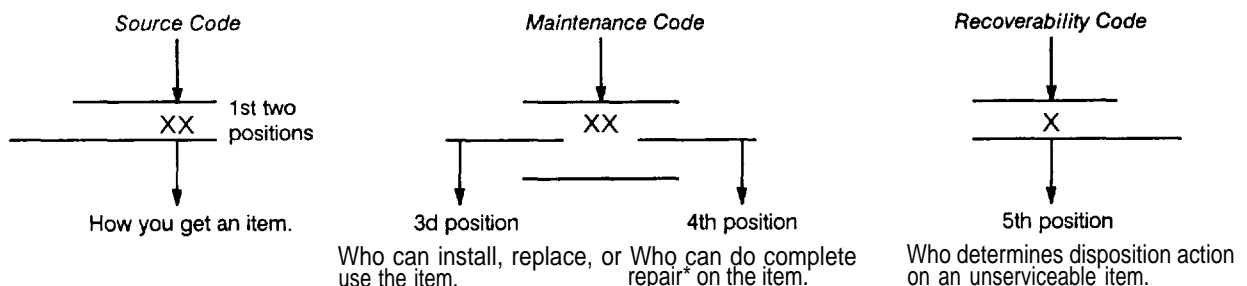 Source Code
Maintenance Code
Recoverability Code
1st two
positions
XX
XX
X
How you get an item.
3d position
4th position
5th position
Who can install, replace, or
use the item.
Who can do complete
repair* on the item.
Who determines disposition action
on an unserviceable item.